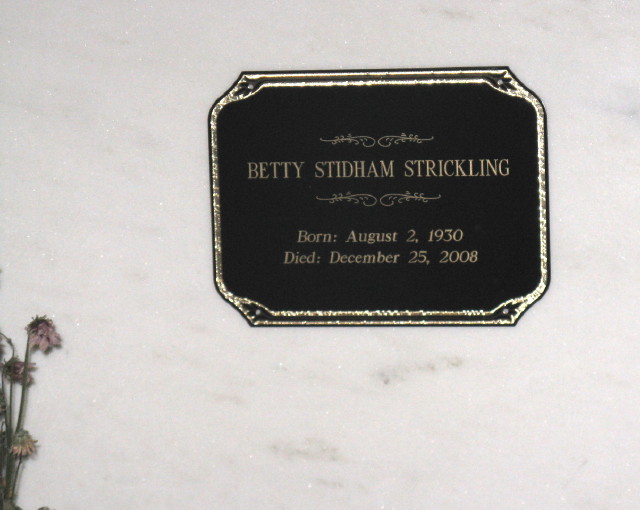 BETTY STIDHAM STRICKLING
Born: August 2, 1930
Died: December 25, 2008